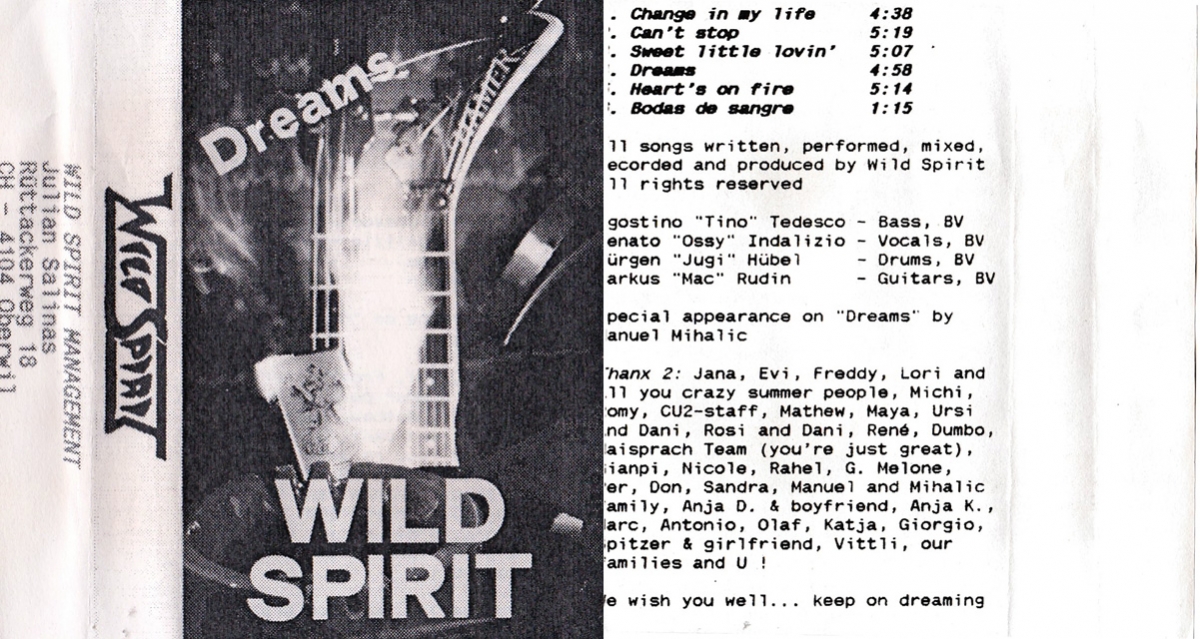 WILD SPIRIT MANAGEMENT
Julian Salinas
Rüttackerweg 18
CH - 4104 Oberwil
WILD SPIRIT
Dreams
KRAMER
WILD
SPIRIT
. Change in my life 4:38
. Can't stop 5:19
. Sweet little lovin' 5:07
. Dreams 4:58
. Heart's on fire 5:14
. Bodas de sangre 1:15
ll songs written, performed, mixed,
ecorded and produced by Wild Spirit
ll rights reserved
gostino "Tino" Tedesco - Bass, BV
enato "Ossy" Indalizio - Vocals, BV
ürgen "Jugi" Hübel - Drums, BV
arkus "Mac" Rudin - Guitars, BV
pecial appearance on "Dreams" by
anuel Mihalic
hanx 2: Jana, Evi, Freddy, Lori and
ll you crazy summer people, Michi,
omy, CU2-staff, Mathew, Maya, Ursi
nd Dani, Rosi and Dani, René, Dumbo,
aisprach Team (you're just great),
ianpi, Nicole, Rahel, G. Melone,
er, Don, Sandra, Manuel and Mihalic
amily, Anja D. & boyfriend, Anja K.,
arc, Antonio, Olaf, Katja, Giorgio,
pitzer & girlfriend, Vittli, our
amilies and U !
e wish you well... keep on dreaming